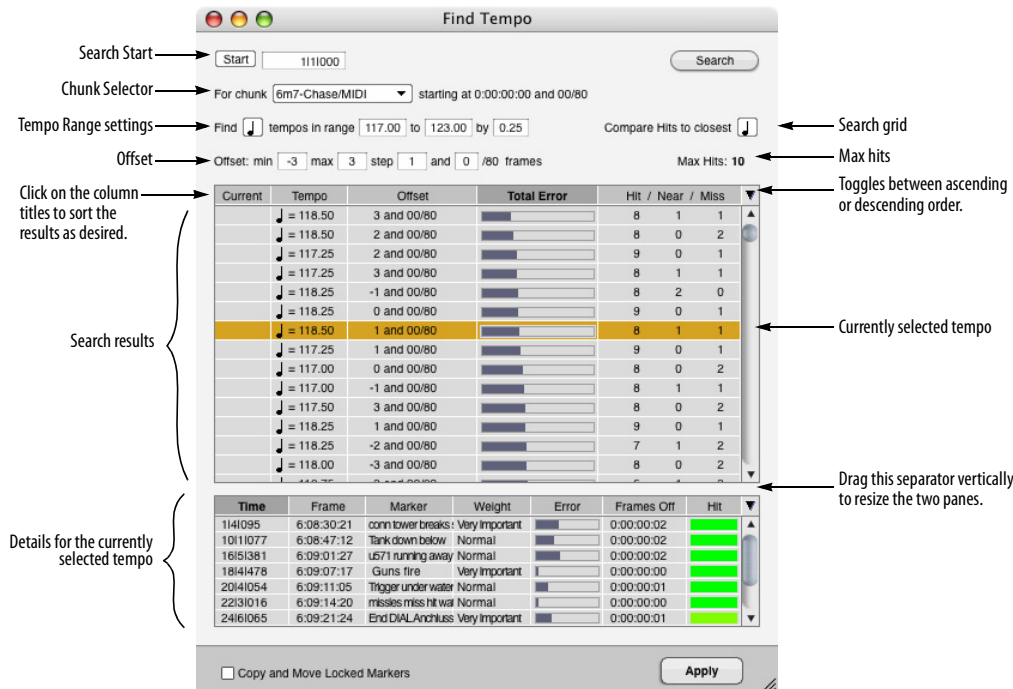 Find Tempo
Search Start
Start 1|1|000
Search
Chunk Selector
For chunk 6m7-Chase/MIDI starting at 0:00:00:00 and 00/80
Tempo Range settings
Find tempos in range 117.00 to 123.00 by 0.25
Compare Hits to closest
Search grid
Offset
Offset: min -3 max 3 step 1 and 0 /80 frames
Max Hits: 10
Max hits
Click on the column
titles to sort the
results as desired.
Toggles between ascending
or descending order.
Current Tempo Offset Total Error Hit / Near / Miss
= 118.50 3 and 00/80 8 1 1
= 118.50 2 and 00/80 8 0 2
= 117.25 2 and 00/80 9 0 1
= 117.25 3 and 00/80 8 1 1
= 118.25 -1 and 00/80 8 2 0
= 118.25 0 and 00/80 9 0 1
= 118.50 1 and 00/80 8 1 1
= 117.25 1 and 00/80 9 0 1
= 117.00 0 and 00/80 8 0 2
= 117.00 -1 and 00/80 8 1 1
= 117.50 3 and 00/80 8 0 2
= 118.25 1 and 00/80 9 0 1
= 118.25 -2 and 00/80 7 1 2
= 118.00 -3 and 00/80 8 0 2
Search results
Currently selected tempo
Drag this separator vertically
to resize the two panes.
Details for the currently
selected tempo
Time Frame Marker Weight Error Frames Off Hit
1|4|095 6:08:30:21 conn tower breaks Very Important 0:00:00:02
10|1|077 6:08:47:12 Tank down below Normal 0:00:00:02
16|5|381 6:09:01:27 u571 running away Normal 0:00:00:02
18|4|478 6:09:07:17 Guns fire Very Important 0:00:00:00
20|4|054 6:09:11:05 Trigger under water Normal 0:00:00:01
22|3|016 6:09:14:20 missles miss hit wa Normal 0:00:00:00
24|6|065 6:09:21:24 End DIAL Anchluss Very Important 0:00:00:01
Copy and Move Locked Markers
Apply